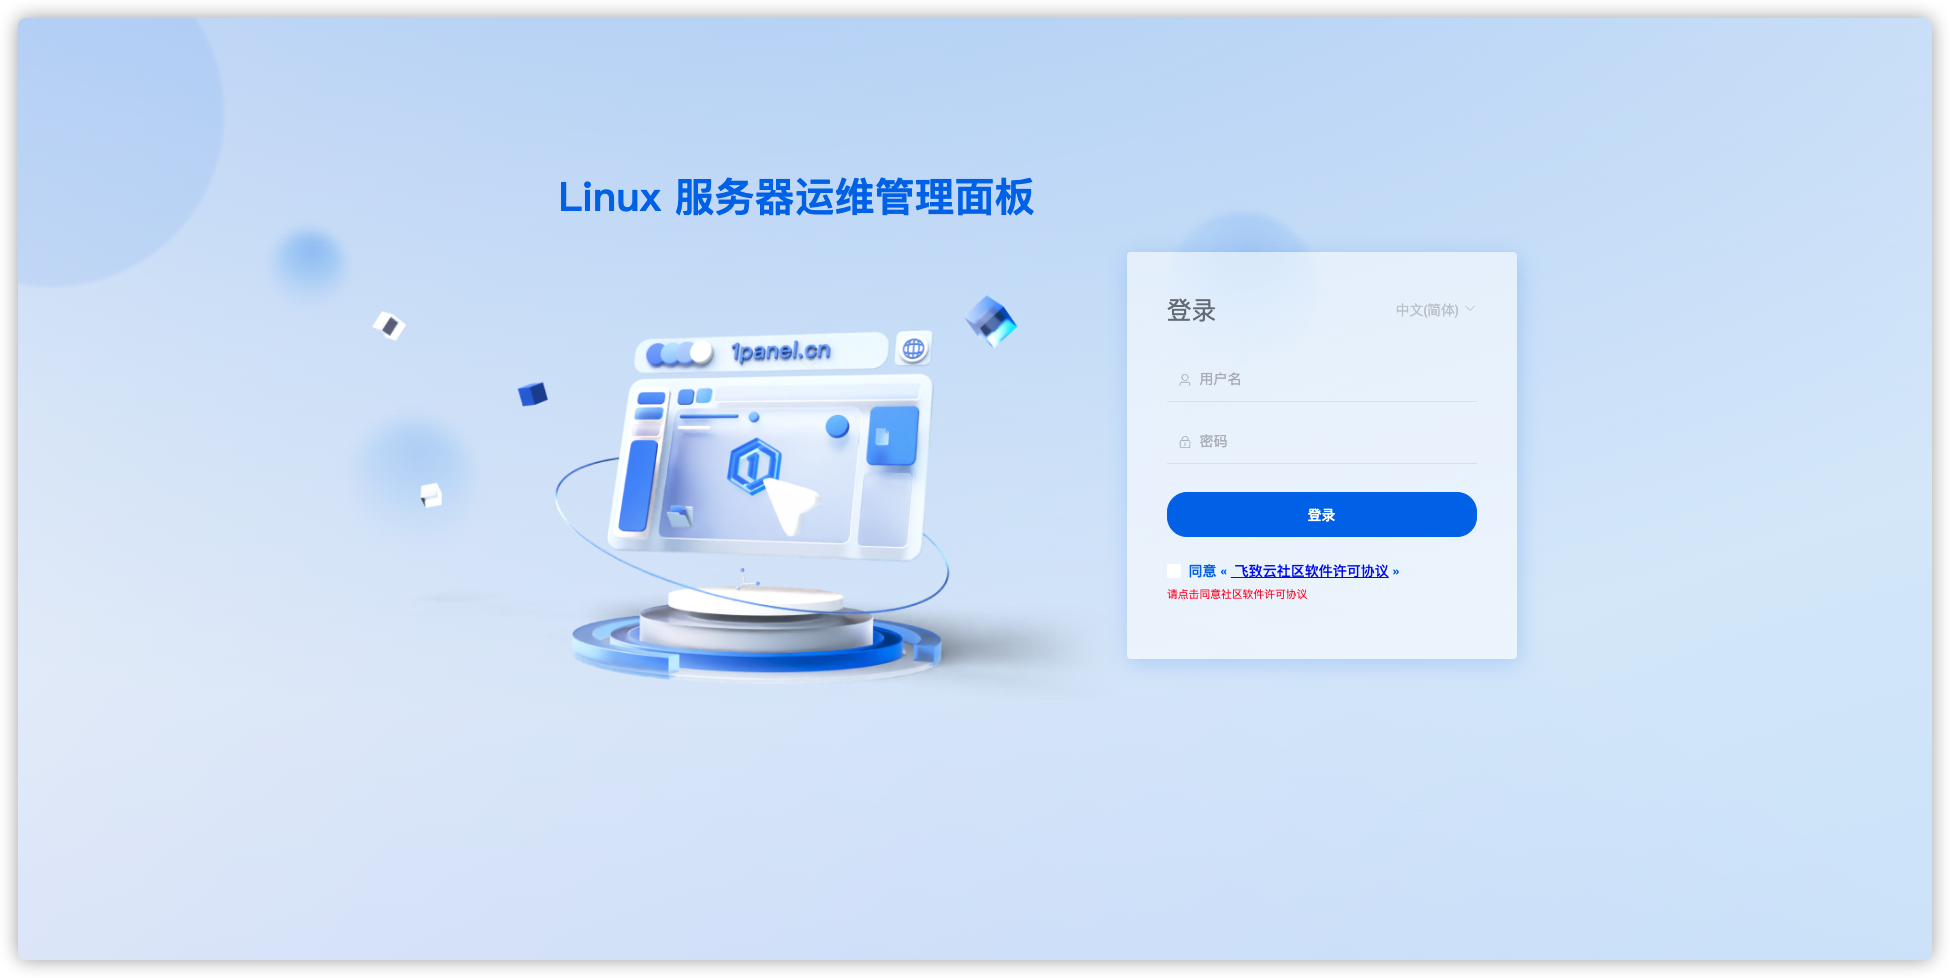 Linux 服务器运维管理面板
1panel.cn
登录
中文(简体)
用户名
密码
登录
同意 « 飞致云社区软件许可协议 »
请点击同意社区软件许可协议